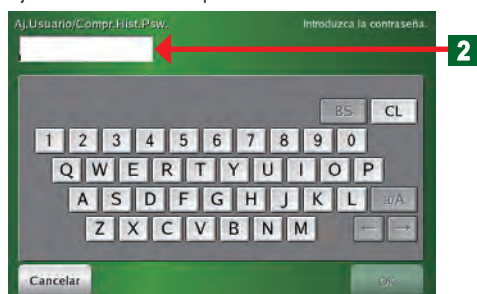 Aj.Usuario/Compr.Hist.Psw. Introduzca la contraseña.
2
BS CL
1 2 3 4 5 6 7 8 9 0
Q W E R T Y U I O P
A S D F G H J K L a/A
Z X C V B N M ← →
Cancelar OK